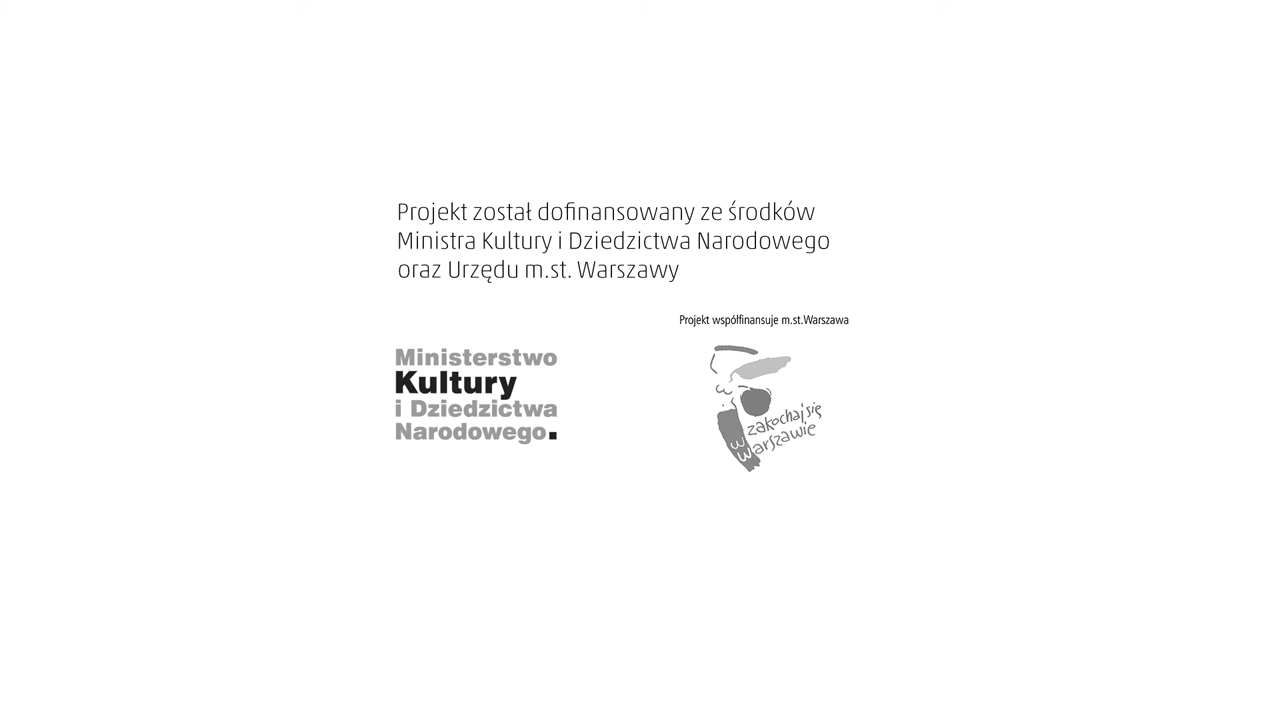 Projekt został dofinansowany ze środków
Ministra Kultury i Dziedzictwa Narodowego
oraz Urzędu m.st. Warszawy
Projekt współfinansuje m.st.Warszawa
Ministerstwo
Kultury
i Dziedzictwa
Narodowego.
zakochaj się
w Warszawie